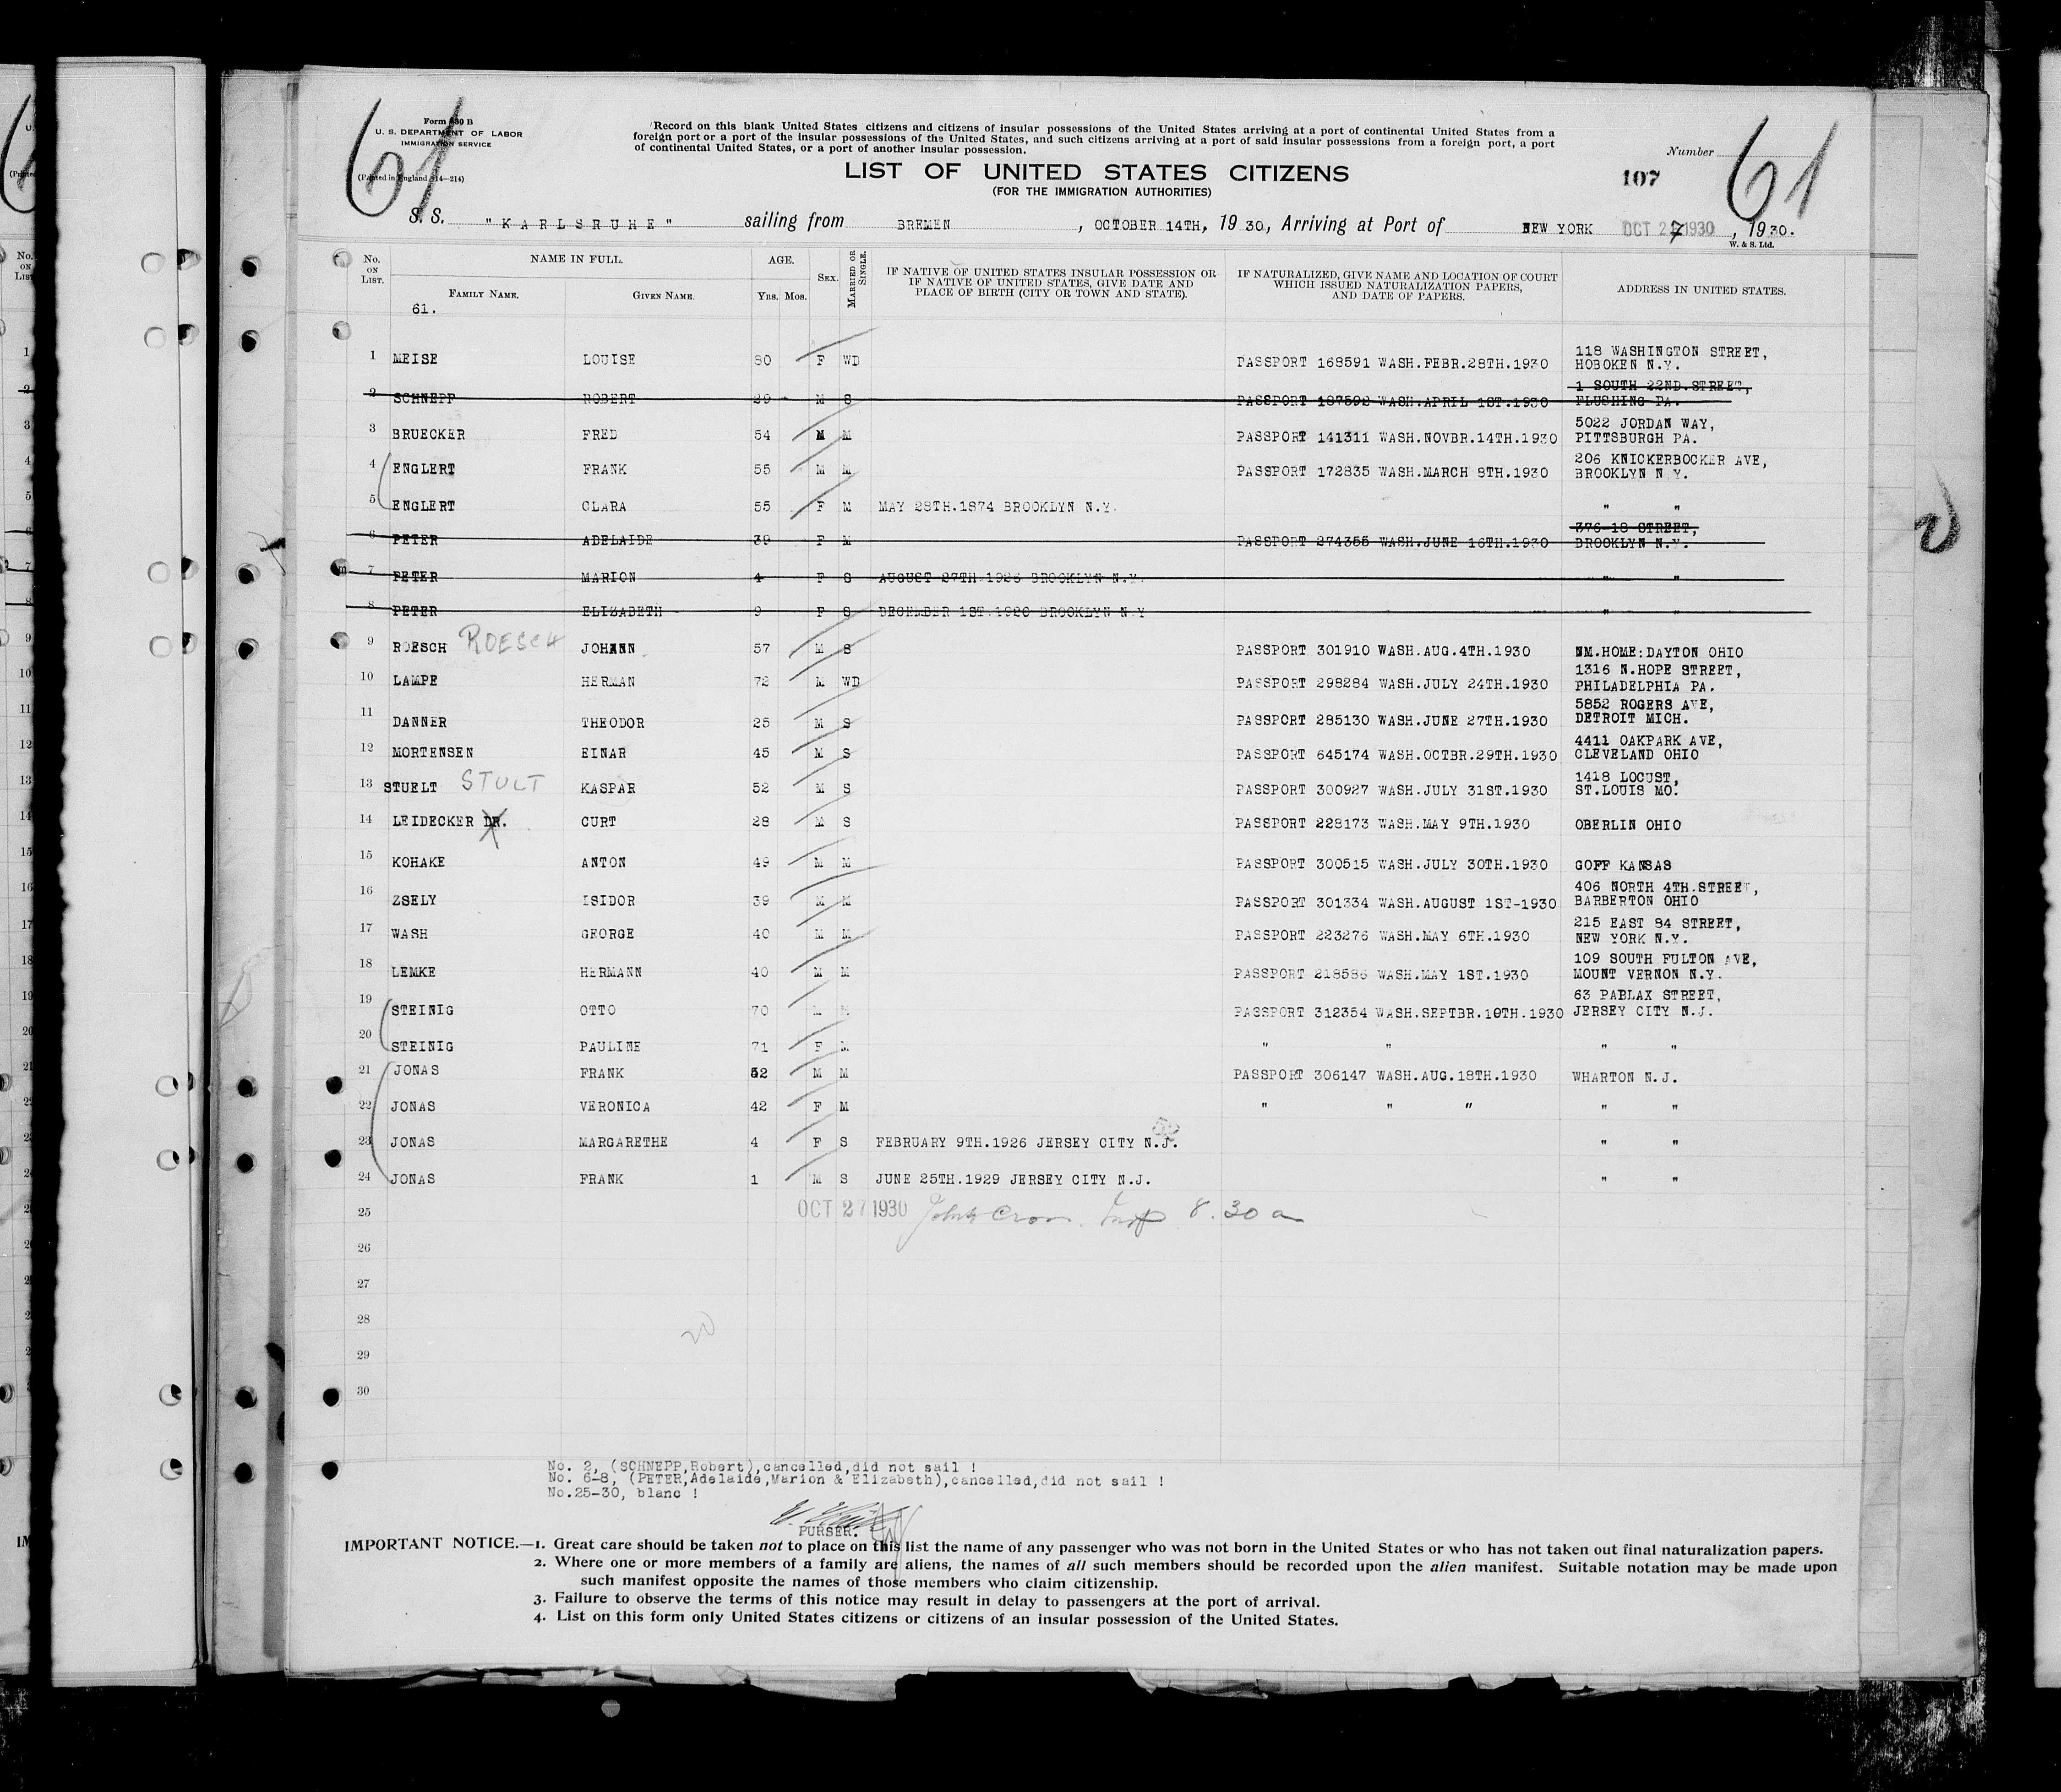 61
Form 630 B
U. S. DEPARTMENT OF LABOR
IMMIGRATION SERVICE
(Printed in England 814—214)
Record on this blank United States citizens and citizens of insular possessions of the United States arriving at a port of continental United States from a
foreign port or a port of the insular possessions of the United States, and such citizens arriving at a port of said insular possessions from a foreign port, a port
of continental United States, or a port of another insular possession.
LIST OF UNITED STATES CITIZENS
(FOR THE IMMIGRATION AUTHORITIES)
Number
107
61
S. S. "KARLSRUHE" sailing from BREMEN, OCTOBER 14TH, 1930, Arriving at Port of NEW YORK OCT 27 1930, 1930.
W. & S. Ltd.
No. ON LIST. NAME IN FULL. AGE. SEX. MARRIED OR SINGLE. IF NATIVE OF UNITED STATES INSULAR POSSESSION OR IF NATIVE OF UNITED STATES, GIVE DATE AND PLACE OF BIRTH (CITY OR TOWN AND STATE). IF NATURALIZED, GIVE NAME AND LOCATION OF COURT WHICH ISSUED NATURALIZATION PAPERS, AND DATE OF PAPERS. ADDRESS IN UNITED STATES.
FAMILY NAME. GIVEN NAME. YRS. MOS.
61.
1 MEISE LOUISE 80 F WD PASSPORT 168591 WASH.FEBR.28TH.1930 118 WASHINGTON STREET, HOBOKEN N.Y.
2 SCHNEPP ROBERT 29 M S PASSPORT 187592 WASH.APRIL 1ST.1930 1 SOUTH 22ND.STREET, FLUSHING PA.
3 BRUECKER FRED 54 M M PASSPORT 141311 WASH.NOVBR.14TH.1930 5022 JORDAN WAY, PITTSBURGH PA.
4 ENGLERT FRANK 55 M M PASSPORT 172835 WASH.MARCH 8TH.1930 206 KNICKERBOCKER AVE, BROOKLYN N.Y.
5 ENGLERT CLARA 55 F M MAY 28TH.1874 BROOKLYN N.Y. " "
6 PETER ADELAIDE 39 F M PASSPORT 274355 WASH.JUNE 16TH.1930 376-18 STREET, BROOKLYN N.Y.
7 PETER MARION 4 F S AUGUST 27TH.1926 BROOKLYN N.Y. " "
8 PETER ELIZABETH 9 F S DECEMBER 1ST.1920 BROOKLYN N.Y " "
9 ROESCH ROESCH JOHANN 57 M S PASSPORT 301910 WASH.AUG.4TH.1930 NM.HOME:DAYTON OHIO
10 LAMPE HERMAN 72 M WD PASSPORT 298284 WASH.JULY 24TH.1930 1316 N.HOPE STREET, PHILADELPHIA PA.
11 DANNER THEODOR 25 M S PASSPORT 285130 WASH.JUNE 27TH.1930 5852 ROGERS AVE, DETROIT MICH.
12 MORTENSEN EINAR 45 M S PASSPORT 645174 WASH.OCTBR.29TH.1930 4411 OAKPARK AVE, CLEVELAND OHIO
13 STUELT STULT KASPAR 52 M S PASSPORT 300927 WASH.JULY 31ST.1930 1418 LOCUST, ST.LOUIS MO.
14 LEIDECKER DR. CURT 28 M S PASSPORT 228173 WASH.MAY 9TH.1930 OBERLIN OHIO
15 KOHAKE ANTON 49 M M PASSPORT 300515 WASH.JULY 30TH.1930 GOFF KANSAS
16 ZSELY ISIDOR 39 M M PASSPORT 301334 WASH.AUGUST 1ST-1930 406 NORTH 4TH.STREET, BARBERTON OHIO
17 WASH GEORGE 40 M M PASSPORT 223276 WASH.MAY 6TH.1930 215 EAST 84 STREET, NEW YORK N.Y.
18 LEMKE HERMANN 40 M M PASSPORT 218586 WASH.MAY 1ST.1930 109 SOUTH FULTON AVE, MOUNT VERNON N.Y.
19 STEINIG OTTO 70 M M PASSPORT 312354 WASH.SEPTBR.10TH.1930 63 PABLAX STREET, JERSEY CITY N.J.
20 STEINIG PAULINE 71 F M " " " "
21 JONAS FRANK 52 M M PASSPORT 306147 WASH.AUG.18TH.1930 WHARTON N.J.
22 JONAS VERONICA 42 F M " " " " "
23 JONAS MARGARETHE 4 F S FEBRUARY 9TH.1926 JERSEY CITY N.J. " "
24 JONAS FRANK 1 M S JUNE 25TH.1929 JERSEY CITY N.J. " "
25 OCT 27 1930 Insp 8.30 a
26
27
28
29
30
20
No. 2, (SCHNEPP,Robert),cancelled,did not sail !
No. 6-8, (PETER,Adelaide,Marion & Elizabeth),cancelled,did not sail !
No.25-30, blanc !
PURSER.
IMPORTANT NOTICE.—1. Great care should be taken not to place on this list the name of any passenger who was not born in the United States or who has not taken out final naturalization papers.
2. Where one or more members of a family are aliens, the names of all such members should be recorded upon the alien manifest. Suitable notation may be made upon
such manifest opposite the names of those members who claim citizenship.
3. Failure to observe the terms of this notice may result in delay to passengers at the port of arrival.
4. List on this form only United States citizens or citizens of an insular possession of the United States.